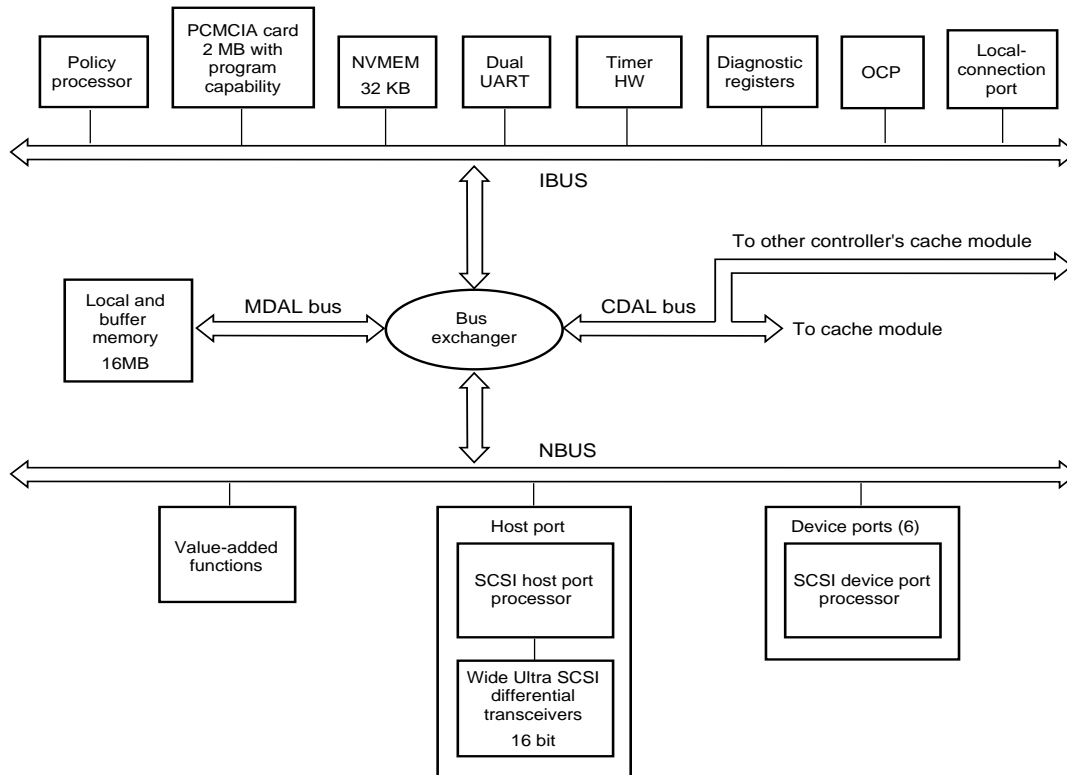 Policy
processor
PCMCIA card
2 MB with
program
capability
NVMEM
32 KB
Dual
UART
Timer
HW
Diagnostic
registers
OCP
Local-
connection
port
IBUS
To other controller's cache module
Local and
buffer
memory
16MB
MDAL bus
Bus
exchanger
CDAL bus
To cache module
NBUS
Value-added
functions
Host port
SCSI host port
processor
Wide Ultra SCSI
differential
transceivers
16 bit
Device ports (6)
SCSI device port
processor